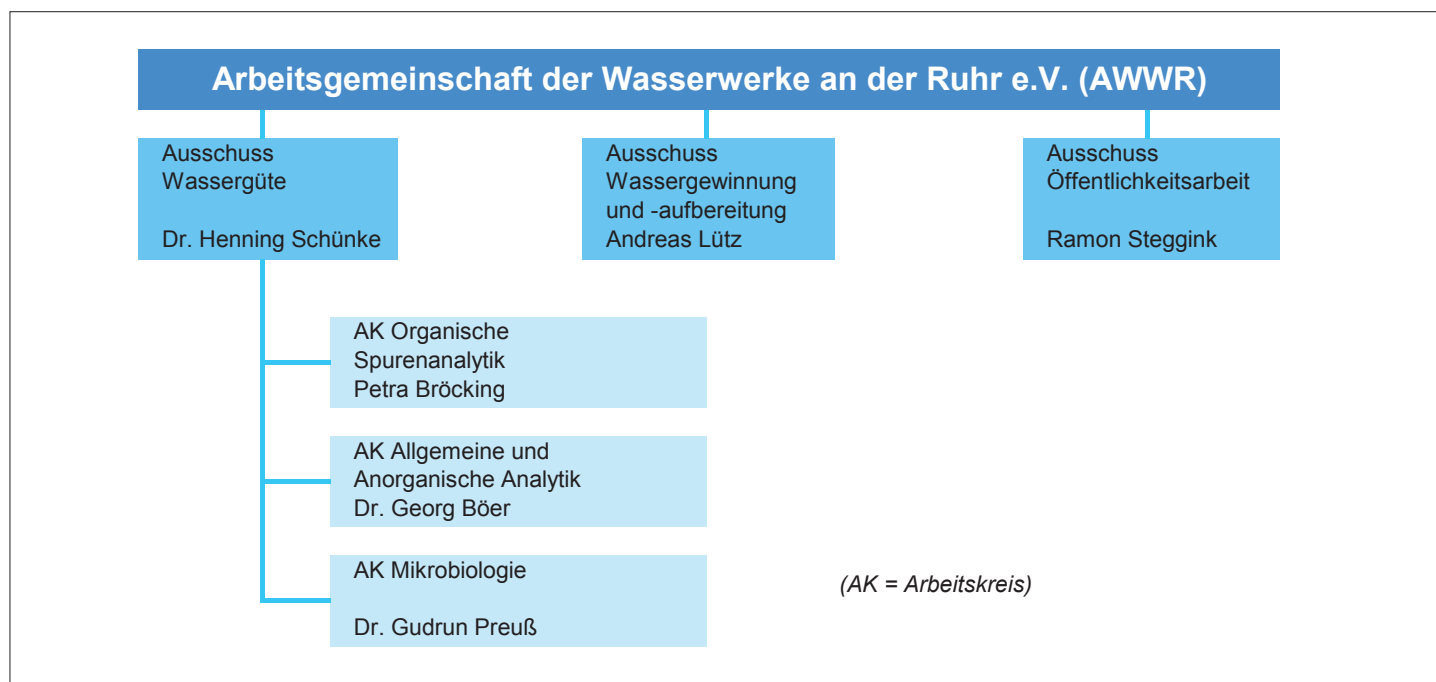 Arbeitsgemeinschaft der Wasserwerke an der Ruhr e.V. (AWWR)
Ausschuss
Wassergüte
Dr. Henning Schünke
Ausschuss
Wassergewinnung
und -aufbereitung
Andreas Lütz
Ausschuss
Öffentlichkeitsarbeit
Ramon Steggink
AK Organische
Spurenanalytik
Petra Bröcking
AK Allgemeine und
Anorganische Analytik
Dr. Georg Böer
AK Mikrobiologie
Dr. Gudrun Preuß
(AK = Arbeitskreis)